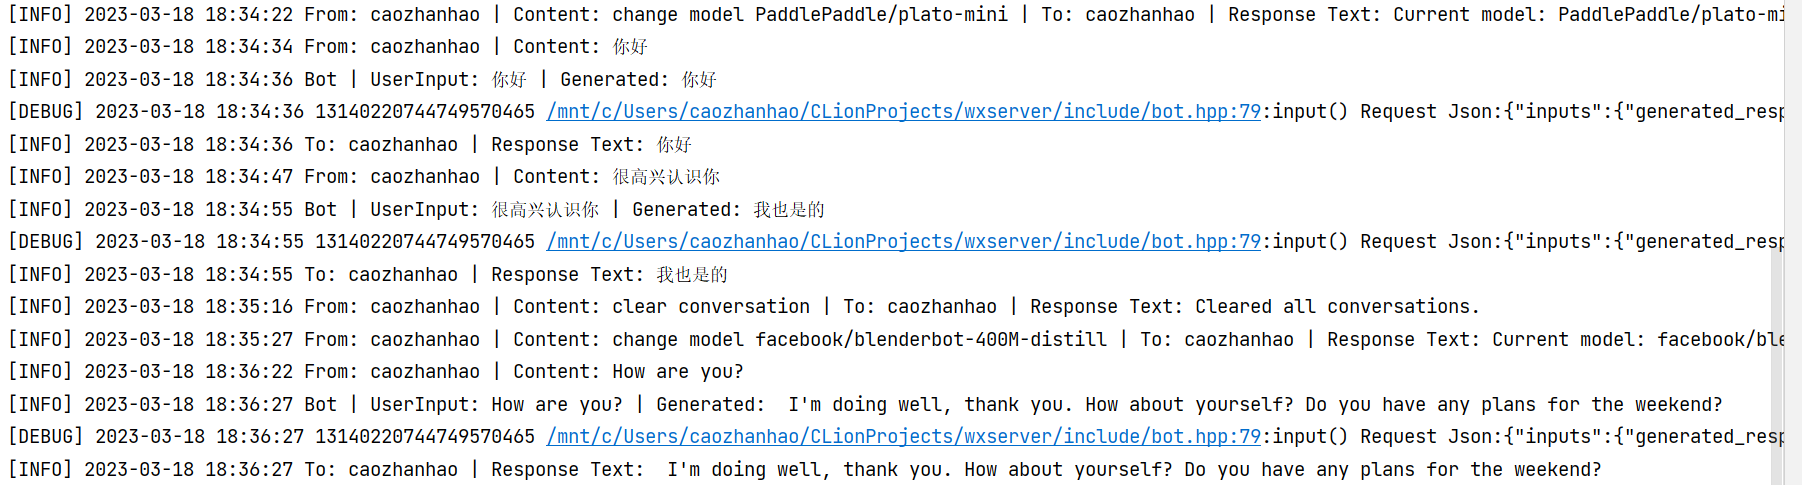 [INFO] 2023-03-18 18:34:22 From: caozhanhao | Content: change model PaddlePaddle/plato-mini | To: caozhanhao | Response Text: Current model: PaddlePaddle/plato-mi
[INFO] 2023-03-18 18:34:34 From: caozhanhao | Content: 你好
[INFO] 2023-03-18 18:34:36 Bot | UserInput: 你好 | Generated: 你好
[DEBUG] 2023-03-18 18:34:36 13140220744749570465 /mnt/c/Users/caozhanhao/CLionProjects/wxserver/include/bot.hpp:79:input() Request Json:{"inputs":{"generated_resp
[INFO] 2023-03-18 18:34:36 To: caozhanhao | Response Text: 你好
[INFO] 2023-03-18 18:34:47 From: caozhanhao | Content: 很高兴认识你
[INFO] 2023-03-18 18:34:55 Bot | UserInput: 很高兴认识你 | Generated: 我也是的
[DEBUG] 2023-03-18 18:34:55 13140220744749570465 /mnt/c/Users/caozhanhao/CLionProjects/wxserver/include/bot.hpp:79:input() Request Json:{"inputs":{"generated_resp
[INFO] 2023-03-18 18:34:55 To: caozhanhao | Response Text: 我也是的
[INFO] 2023-03-18 18:35:16 From: caozhanhao | Content: clear conversation | To: caozhanhao | Response Text: Cleared all conversations.
[INFO] 2023-03-18 18:35:27 From: caozhanhao | Content: change model facebook/blenderbot-400M-distill | To: caozhanhao | Response Text: Current model: facebook/ble
[INFO] 2023-03-18 18:36:22 From: caozhanhao | Content: How are you?
[INFO] 2023-03-18 18:36:27 Bot | UserInput: How are you? | Generated:  I'm doing well, thank you. How about yourself? Do you have any plans for the weekend?
[DEBUG] 2023-03-18 18:36:27 13140220744749570465 /mnt/c/Users/caozhanhao/CLionProjects/wxserver/include/bot.hpp:79:input() Request Json:{"inputs":{"generated_resp
[INFO] 2023-03-18 18:36:27 To: caozhanhao | Response Text:  I'm doing well, thank you. How about yourself? Do you have any plans for the weekend?